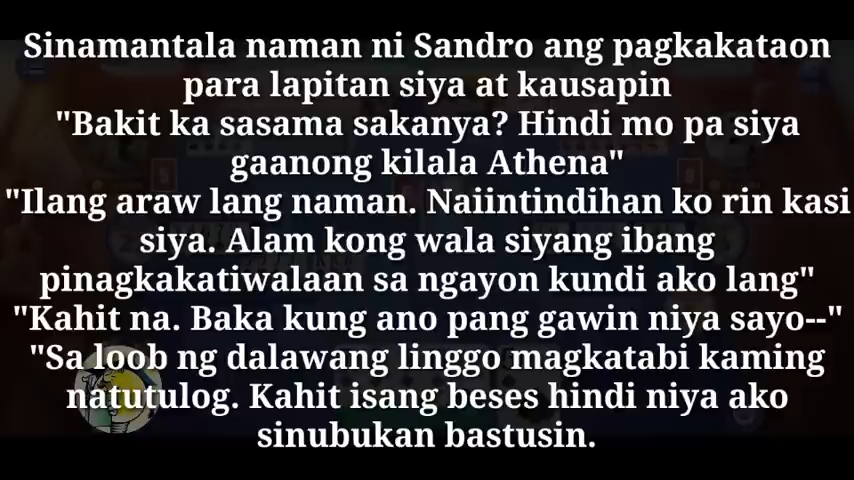 Sinamantala naman ni Sandro ang pagkakataon
para lapitan siya at kausapin
"Bakit ka sasama sakanya? Hindi mo pa siya
gaanong kilala Athena"
"Ilang araw lang naman. Naiintindihan ko rin kasi
siya. Alam kong wala siyang ibang
pinagkakatiwalaan sa ngayon kundi ako lang"
"Kahit na. Baka kung ano pang gawin niya sayo--"
"Sa loob ng dalawang linggo magkatabi kaming
natutulog. Kahit isang beses hindi niya ako
sinubukan bastusin.